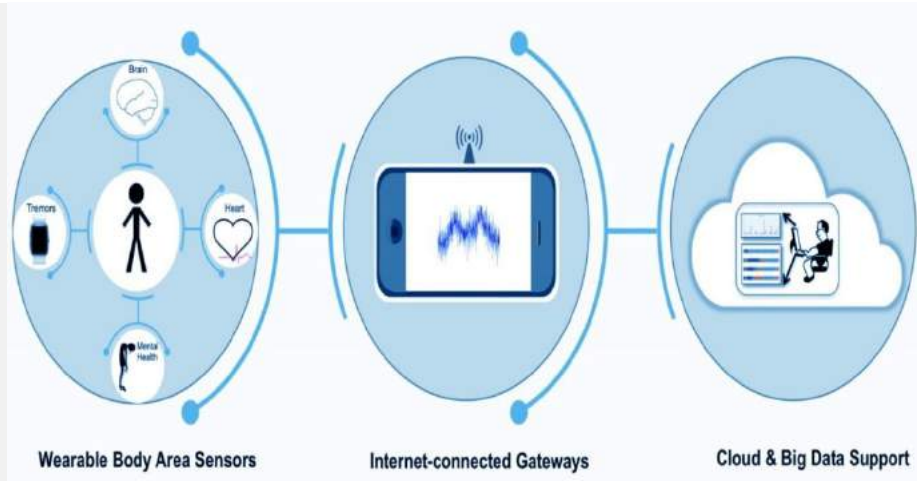 Brain
Tremors
Heart
Mental
Health
Wearable Body Area Sensors
Internet-connected Gateways
Cloud & Big Data Support